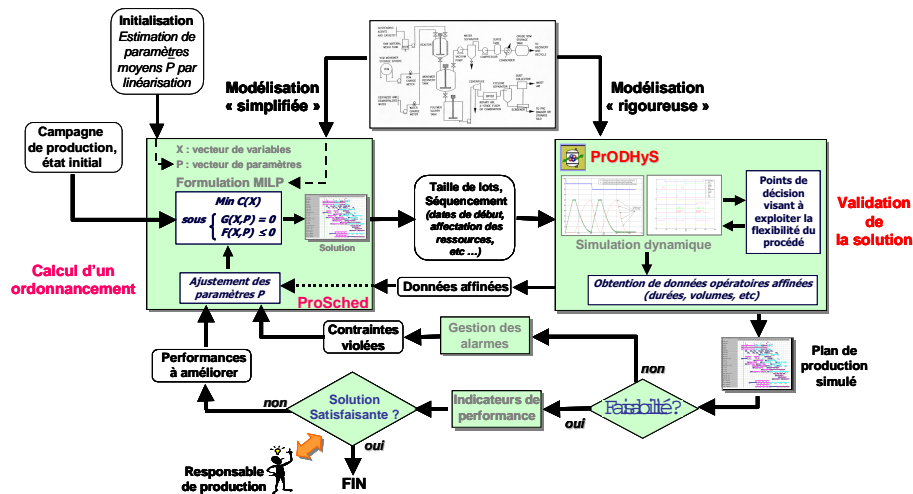 Initialisation
Estimation de
paramètres
moyens P par
linéarisation
Modélisation
« simplifiée »
Modélisation
« rigoureuse »
Campagne
de production,
état initial
X : vecteur de variables
P : vecteur de paramètres
Formulation MILP
Min C(X)
sous { G(X,P) = 0
F(X,P) ≤ 0
Solution
Ajustement des
paramètres P
ProSched
Calcul d'un
ordonnancement
Taille de lots,
Séquencement
(dates de début,
affectation des
ressources,
etc ...)
Données affinées
PrODHyS
Simulation dynamique
Points de
décision visant
à exploiter la
flexibilité du
procédé
Obtention de données opératoires affinées
(durées, volumes, etc)
Validation
de
la solution
Contraintes
violées
Gestion des
alarmes
Performances
à améliorer
Plan de
production
simulé
non
Faisabilité ?
oui
Indicateurs de
performance
non
Solution
Satisfaisante ?
oui
Responsable
de production
FIN